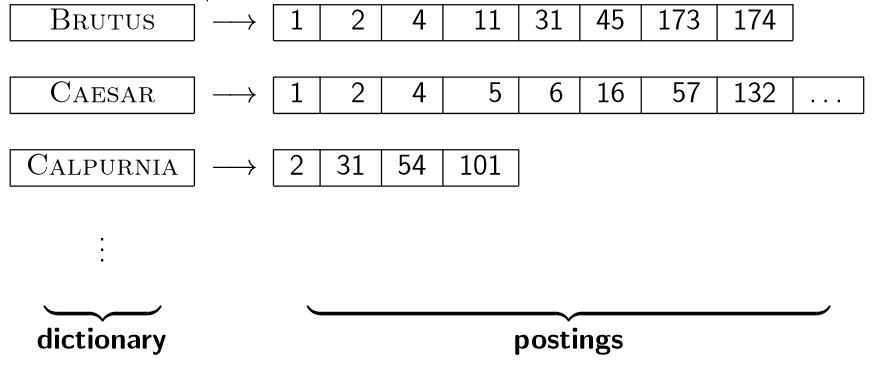 BRUTUS → 1 2 4 11 31 45 173 174
CAESAR → 1 2 4 5 6 16 57 132 ...
CALPURNIA → 2 31 54 101
⋮
dictionary postings